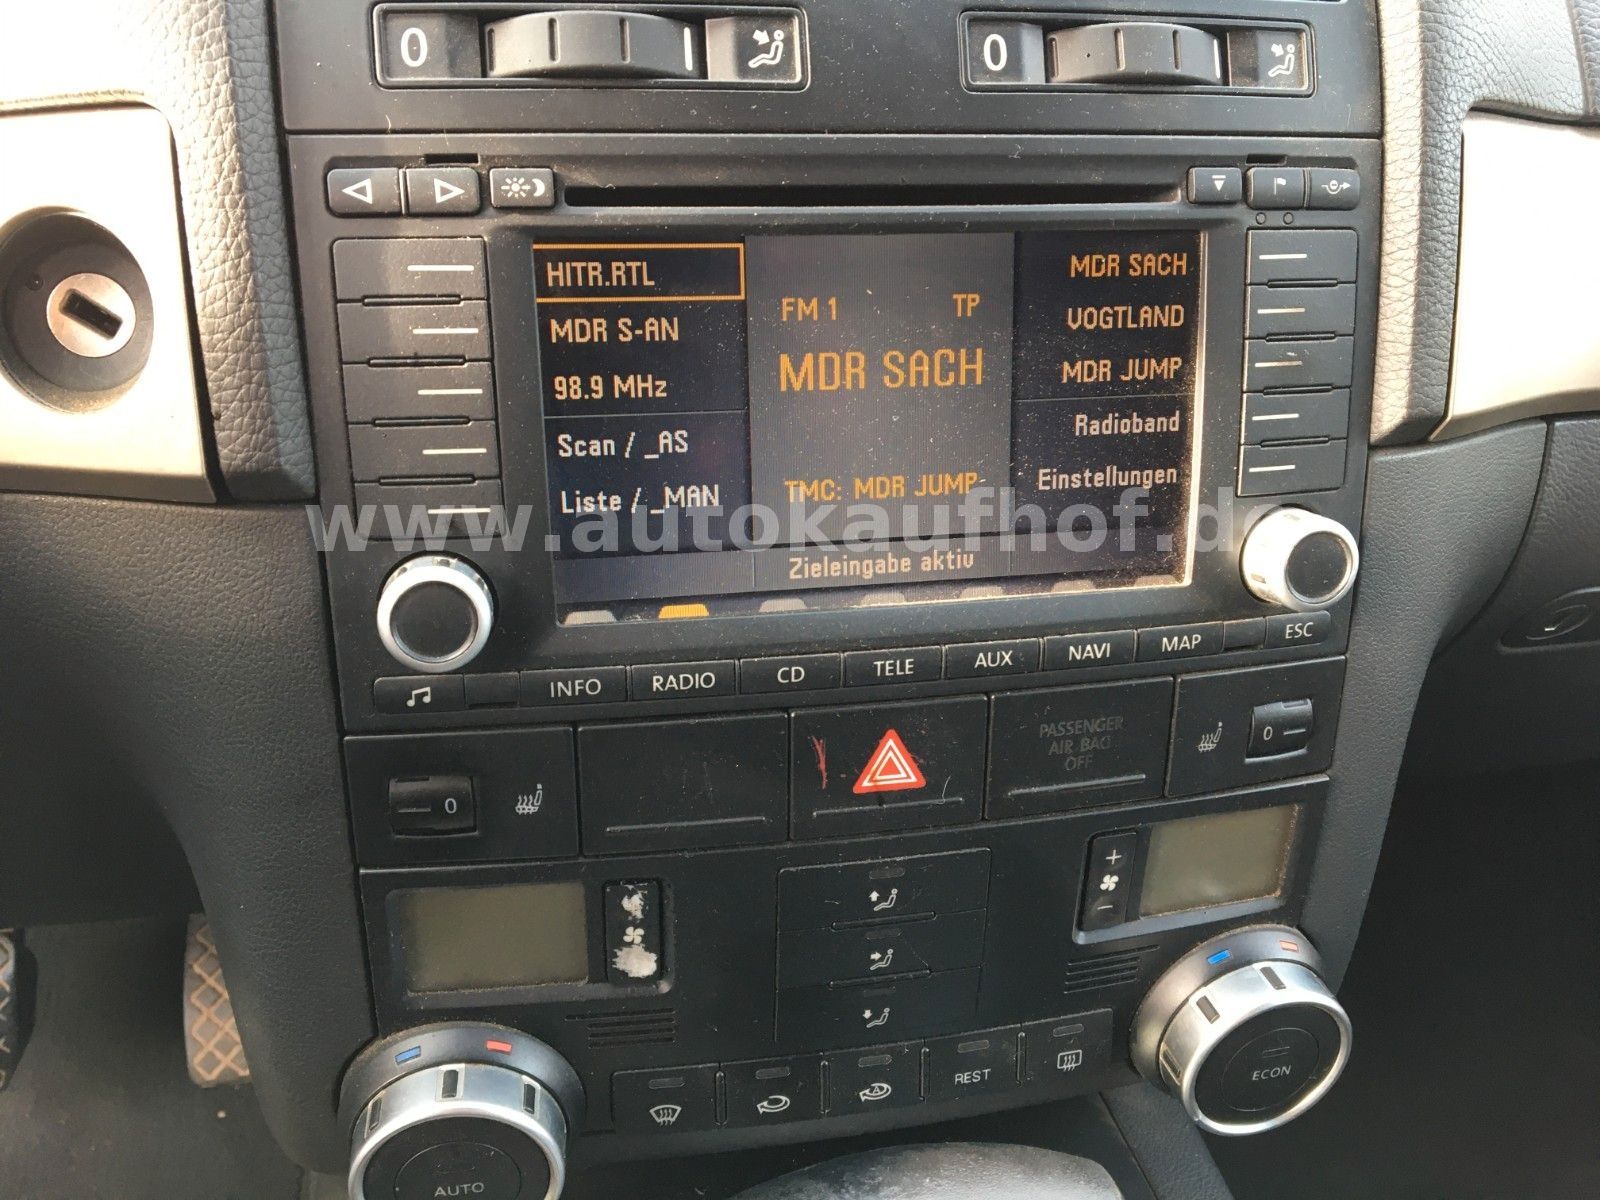 0
0
HITR.RTL
MDR S-AN
98.9 MHz
Scan / _AS
Liste / _MAN
FM 1 TP
MDR SACH
TMC: MDR JUMP
MDR SACH
VOGTLAND
MDR JUMP
Radioband
Einstellungen
Zieleingabe aktiv
www.autokaufhof.de
INFO RADIO CD TELE AUX NAVI MAP ESC
0
PASSENGER
AIR BAG
OFF
0
+
-
REST
AUTO
ECON